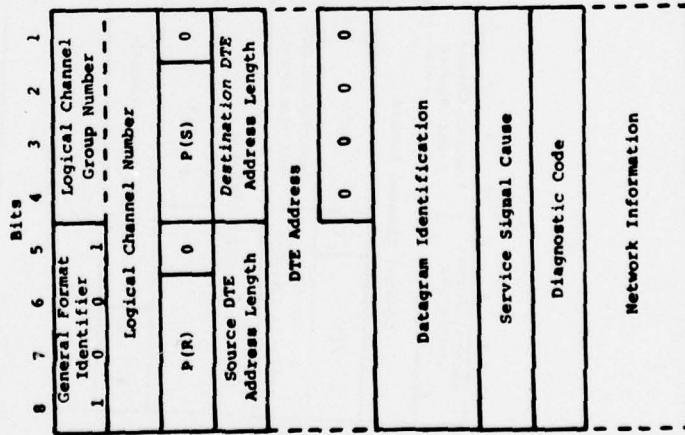 Bits
8 7 6 5 4 3 2 1
General Format
Identifier
1 0 0 1
Logical Channel
Group Number
Logical Channel Number
P(R) 0 P(S) 0
Source DTE
Address Length
Destination DTE
Address Length
DTE Address
0 0 0 0
Datagram Identification
Service Signal Cause
Diagnostic Code
Network Information